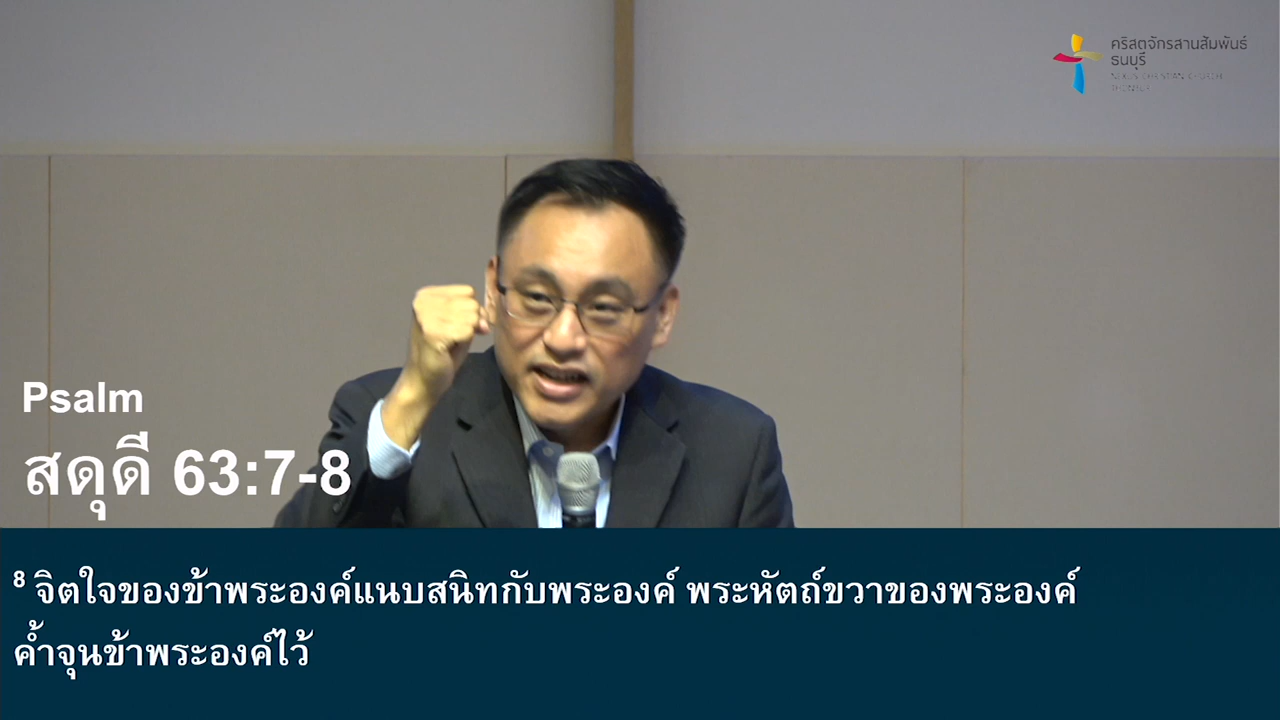 คริสตจักรสานสัมพันธ์
ธนบุรี
NEXUS CHRISTIAN CHURCH
THONBURI
Psalm
สดุดี 63:7-8
8 จิตใจของข้าพระองค์แนบสนิทกับพระองค์ พระหัตถ์ขวาของพระองค์
ค้ำจุนข้าพระองค์ไว้